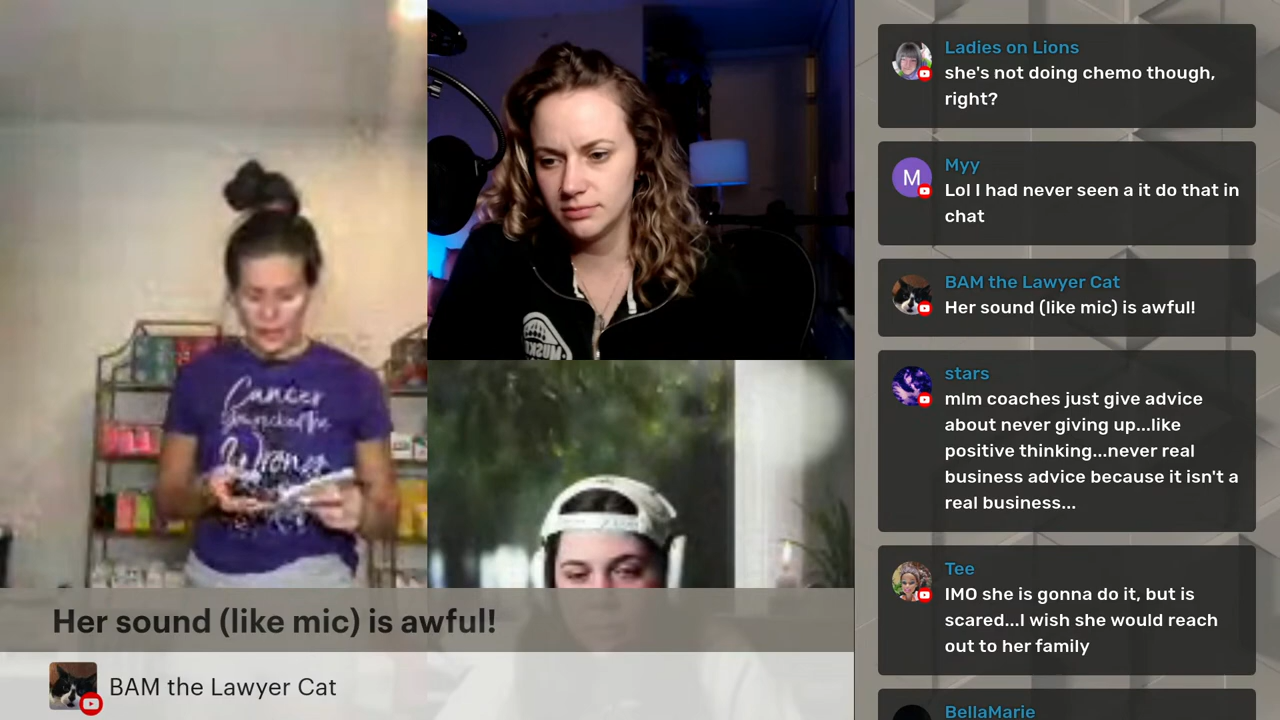 Cancer
Wrong
MUSK
Her sound (like mic) is awful!
BAM the Lawyer Cat
Ladies on Lions
she's not doing chemo though,
right?
M
Myy
Lol I had never seen a it do that in
chat
BAM the Lawyer Cat
Her sound (like mic) is awful!
stars
mlm coaches just give advice
about never giving up...like
positive thinking...never real
business advice because it isn't a
real business...
Tee
IMO she is gonna do it, but is
scared...I wish she would reach
out to her family
BellaMarie